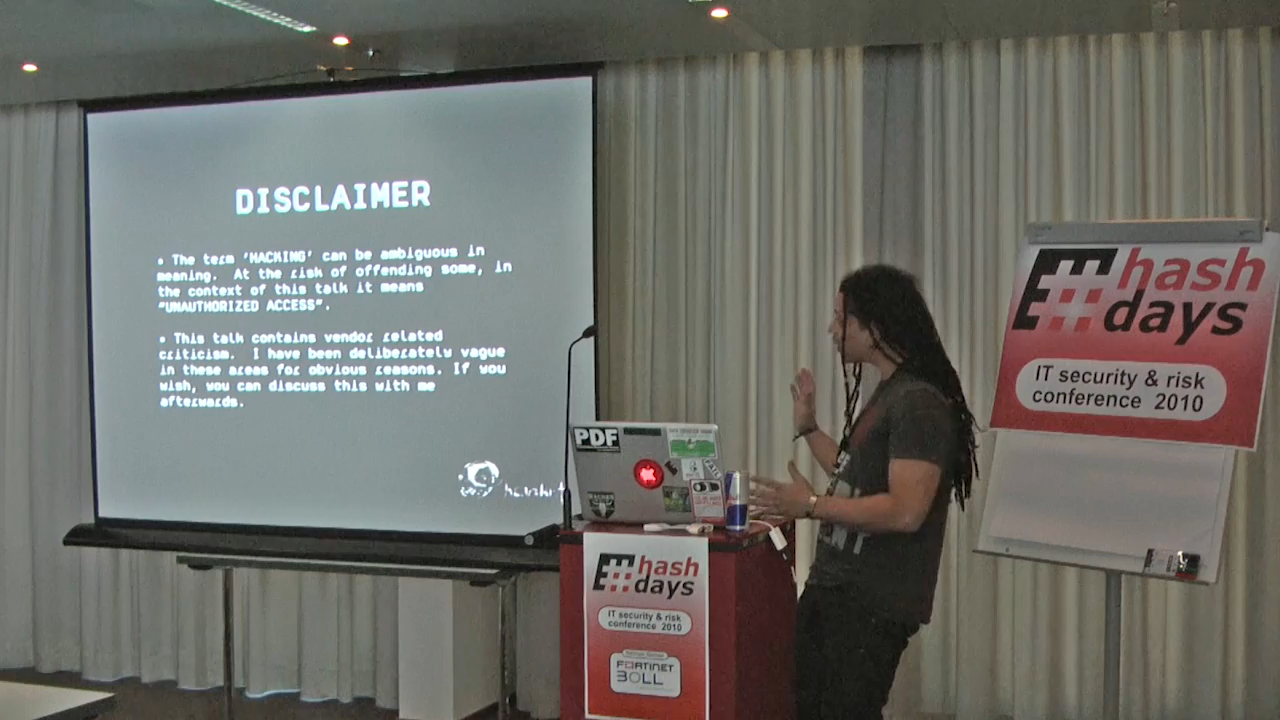 DISCLAIMER
• The term 'HACKING' can be ambiguous in
meaning. At the risk of offending some, in
the context of this talk it means
"UNAUTHORIZED ACCESS".
• This talk contains vendor related
criticism. I have been deliberately vague
in these areas for obvious reasons. If you
wish, you can discuss this with me
afterwards.
hash
days
IT security & risk
conference 2010
PDF
hash
days
IT security & risk
conference 2010
FORTINET
BOLL